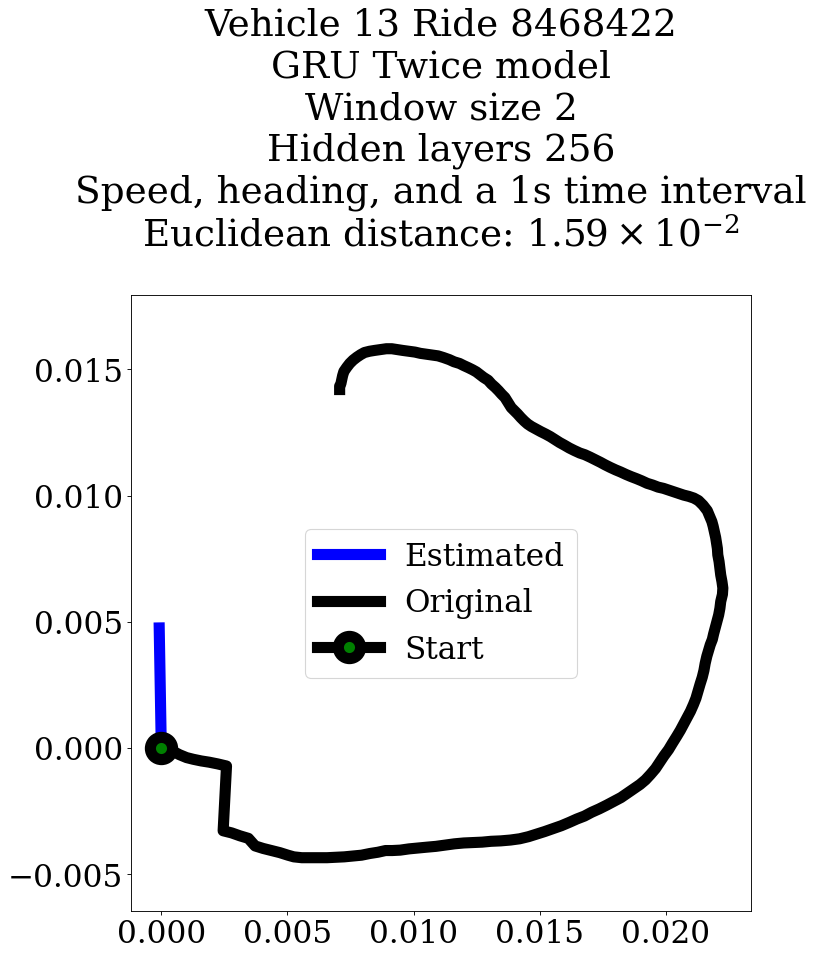 Vehicle 13 Ride 8468422
GRU Twice model
Window size 2
Hidden layers 256
Speed, heading, and a 1s time interval
Euclidean distance: 1.59 × 10⁻²
0.015
0.010
Estimated
Original
0.005
Start
0.000
−0.005
0.000 0.005 0.010 0.015 0.020